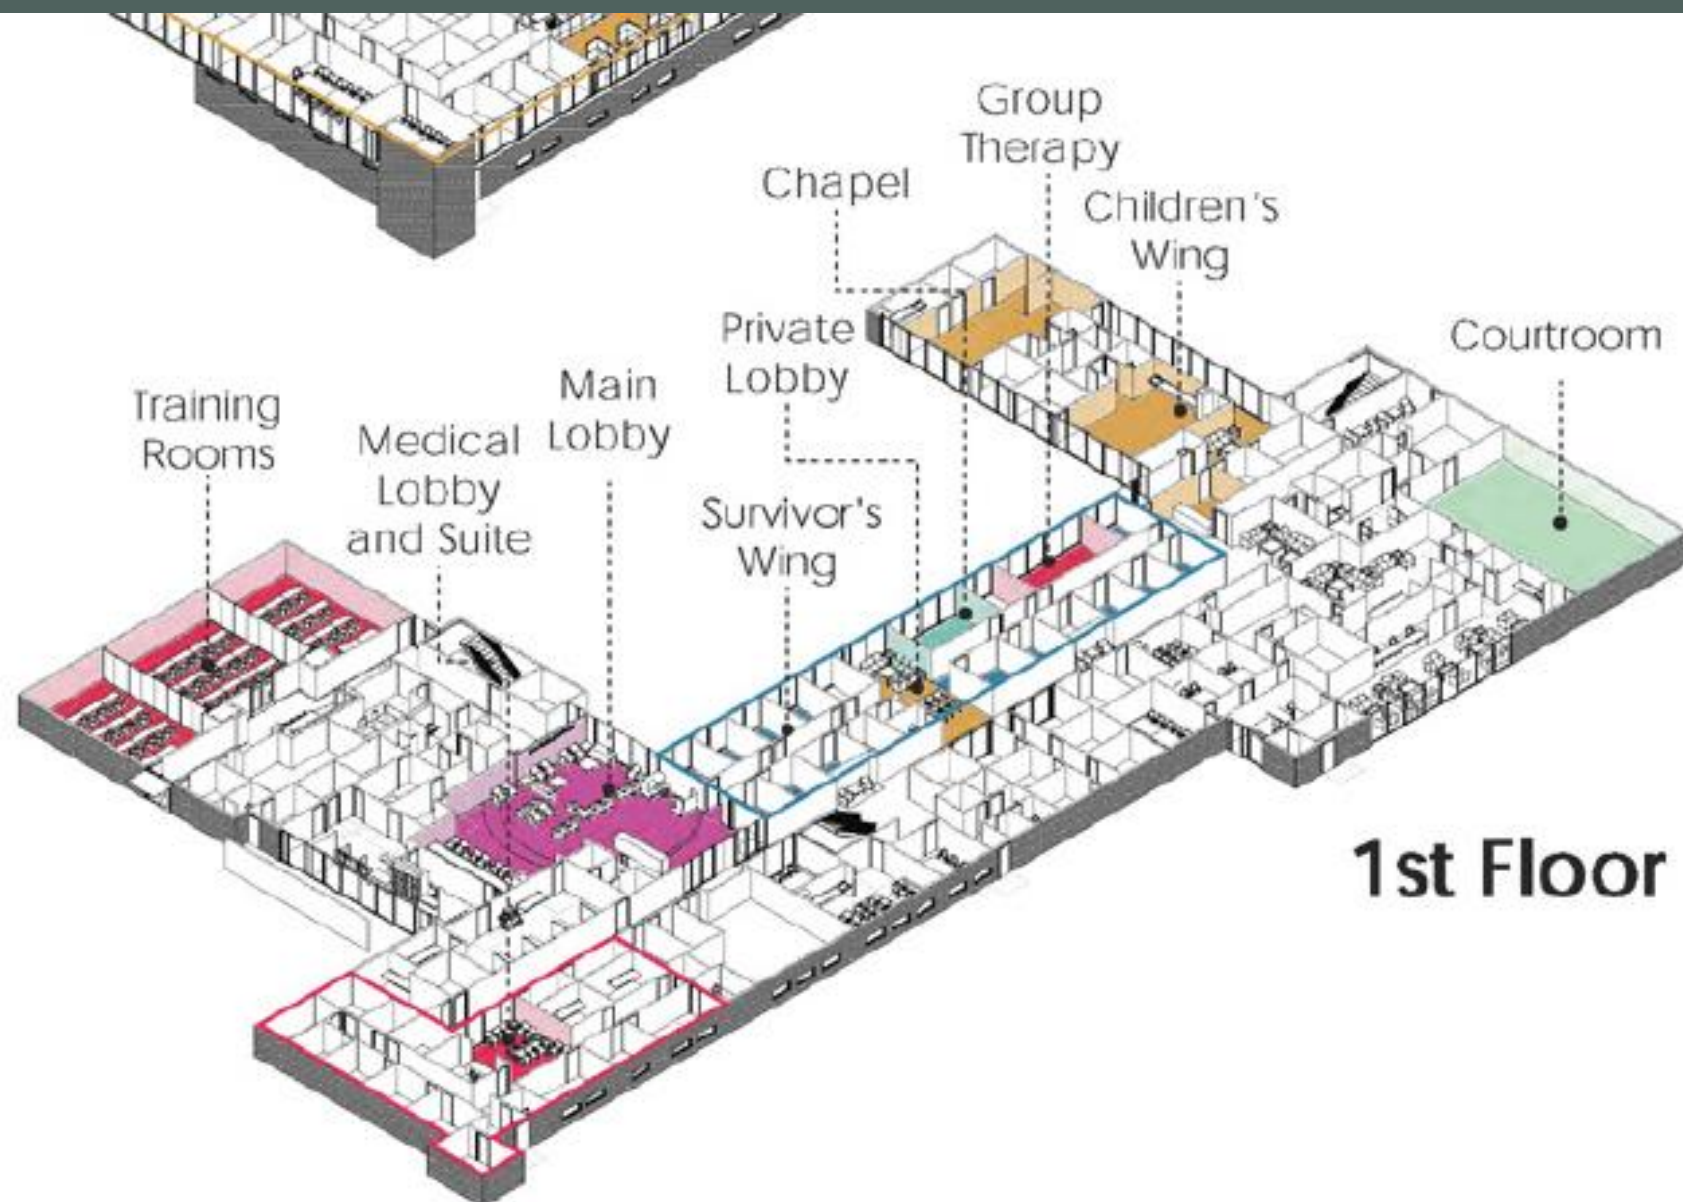 Group
Therapy
Chapel
Children's
Wing
Private
Lobby
Courtroom
Main
Lobby
Training
Rooms
Medical
Lobby
and Suite
Survivor's
Wing
1st Floor